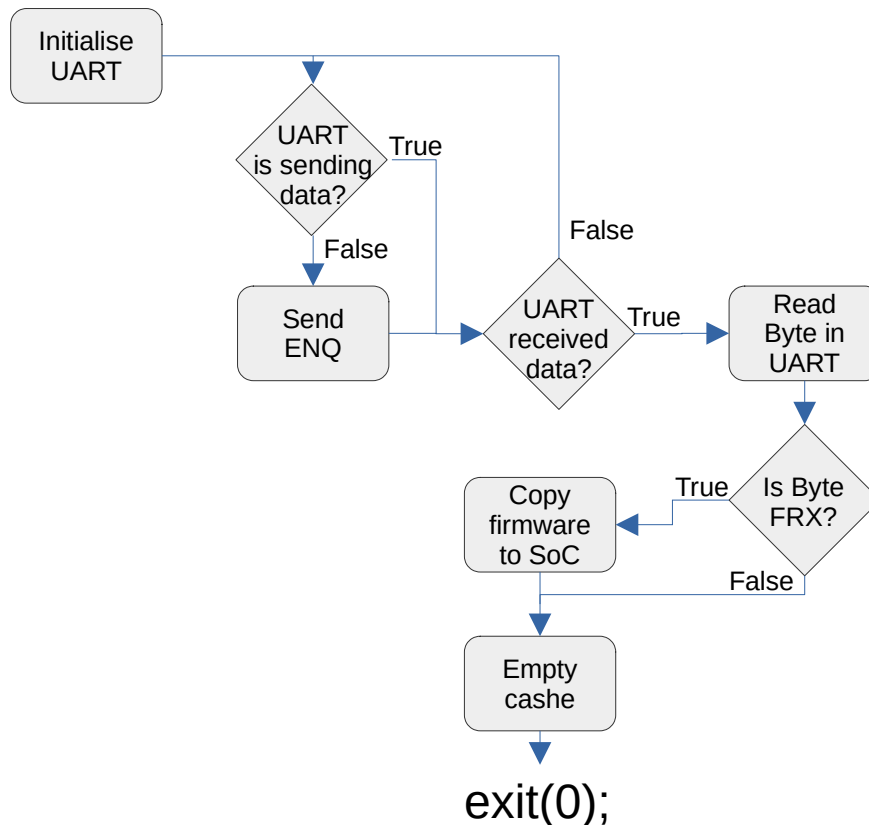 Initialise
UART
UART
is sending
data?
True
False
Send
ENQ
UART
received
data?
False
True
Read
Byte in
UART
Is Byte
FRX?
True
False
Copy
firmware
to SoC
Empty
cashe
exit(0);